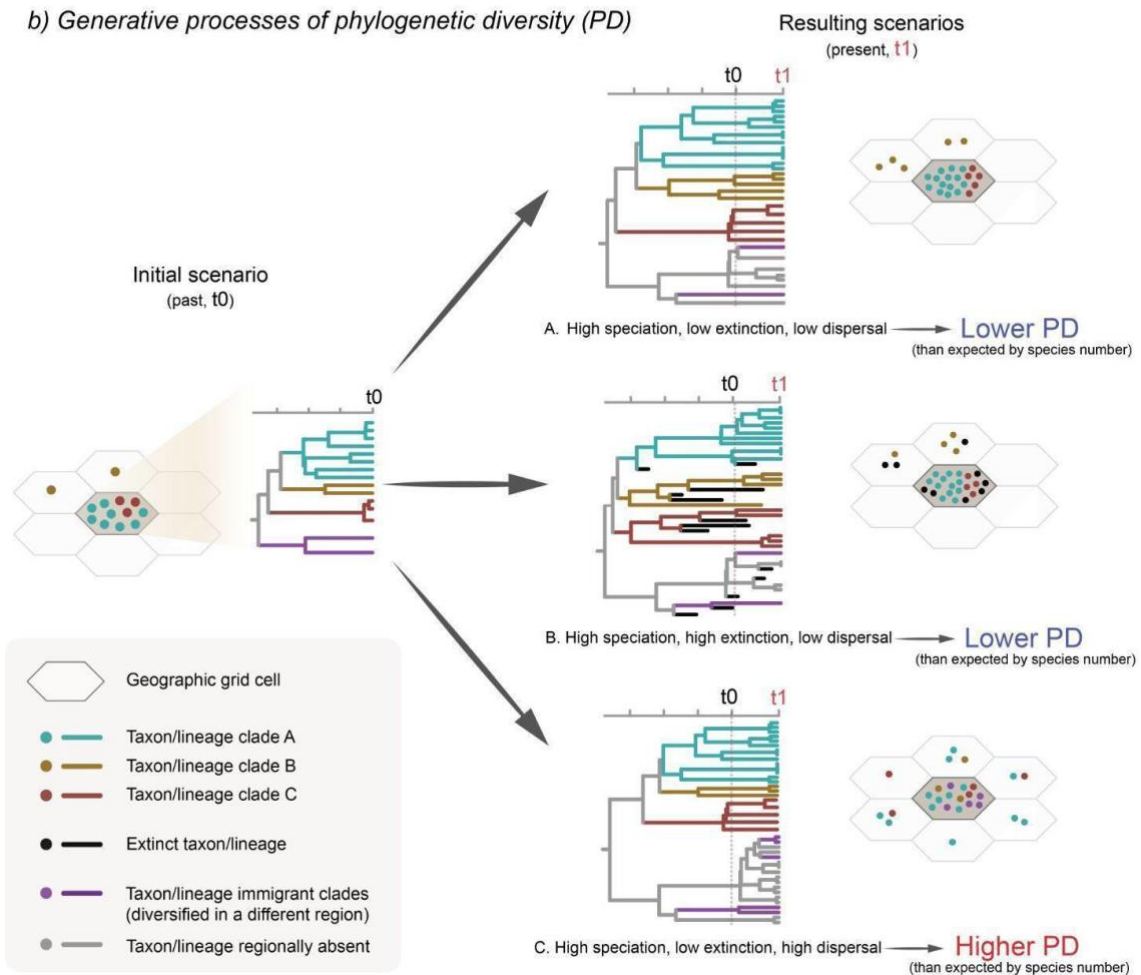 b) Generative processes of phylogenetic diversity (PD)
Resulting scenarios
(present, t1)
t0
t1
Initial scenario
(past, t0)
A. High speciation, low extinction, low dispersal
Lower PD
(than expected by species number)
t0
t0
t1
B. High speciation, high extinction, low dispersal
Lower PD
(than expected by species number)
Geographic grid cell
Taxon/lineage clade A
Taxon/lineage clade B
Taxon/lineage clade C
Extinct taxon/lineage
Taxon/lineage immigrant clades
(diversified in a different region)
Taxon/lineage regionally absent
t0
t1
C. High speciation, low extinction, high dispersal
Higher PD
(than expected by species number)